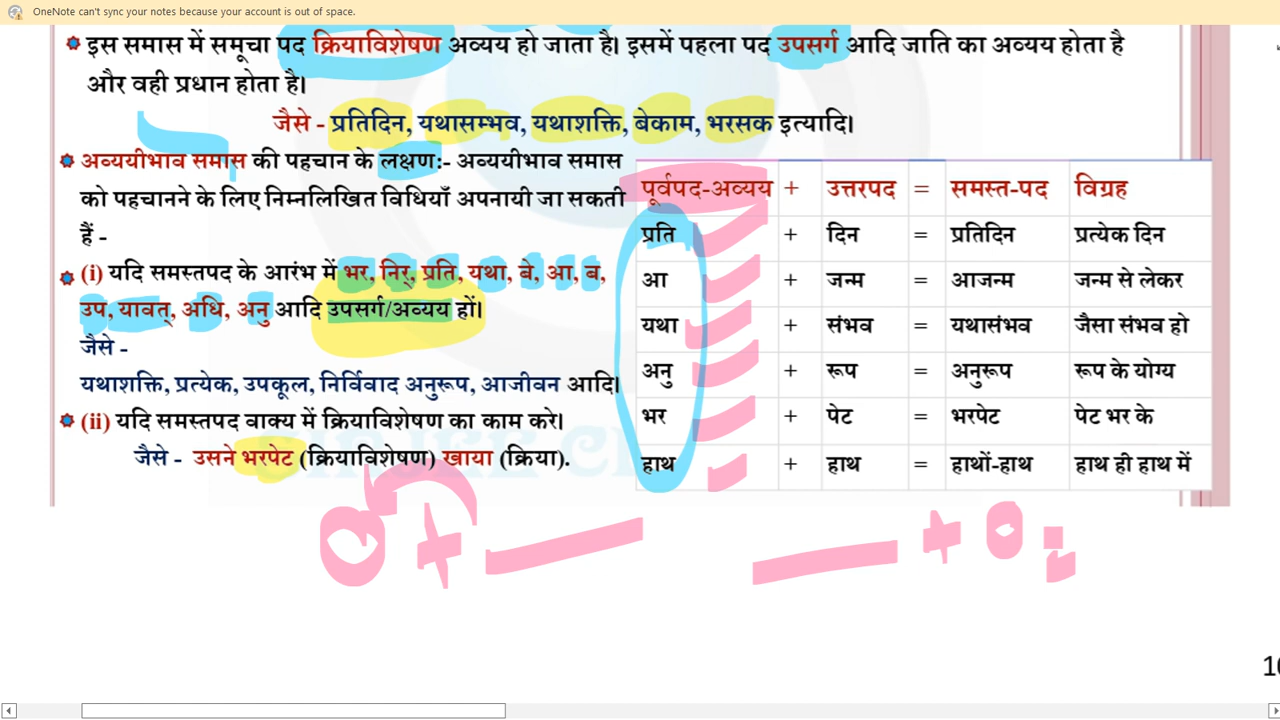 OneNote can't sync your notes because your account is out of space.
इस समास में समूचा पद क्रियाविशेषण अव्यय हो जाता है। इसमें पहला पद उपसर्ग आदि जाति का अव्यय होता है
और वही प्रधान होता है।
जैसे - प्रतिदिन, यथासम्भव, यथाशक्ति, बेकाम, भरसक इत्यादि।
अव्ययीभाव समास की पहचान के लक्षण:- अव्ययीभाव समास
को पहचानने के लिए निम्नलिखित विधियाँ अपनायी जा सकती
हैं -
(i) यदि समस्तपद के आरंभ में भर, निर्, प्रति, यथा, बे, आ, ब,
उप, यावत्, अधि, अनु आदि उपसर्ग/अव्यय हों।
जैसे -
यथाशक्ति, प्रत्येक, उपकूल, निर्विवाद अनुरूप, आजीवन आदि।
(ii) यदि समस्तपद वाक्य में क्रियाविशेषण का काम करे।
जैसे - उसने भरपेट (क्रियाविशेषण) खाया (क्रिया).
पूर्वपद-अव्यय + उत्तरपद = समस्त-पद विग्रह
प्रति + दिन = प्रतिदिन प्रत्येक दिन
आ + जन्म = आजन्म जन्म से लेकर
यथा + संभव = यथासंभव जैसा संभव हो
अनु + रूप = अनुरूप रूप के योग्य
भर + पेट = भरपेट पेट भर के
हाथ + हाथ = हाथों-हाथ हाथ ही हाथ में